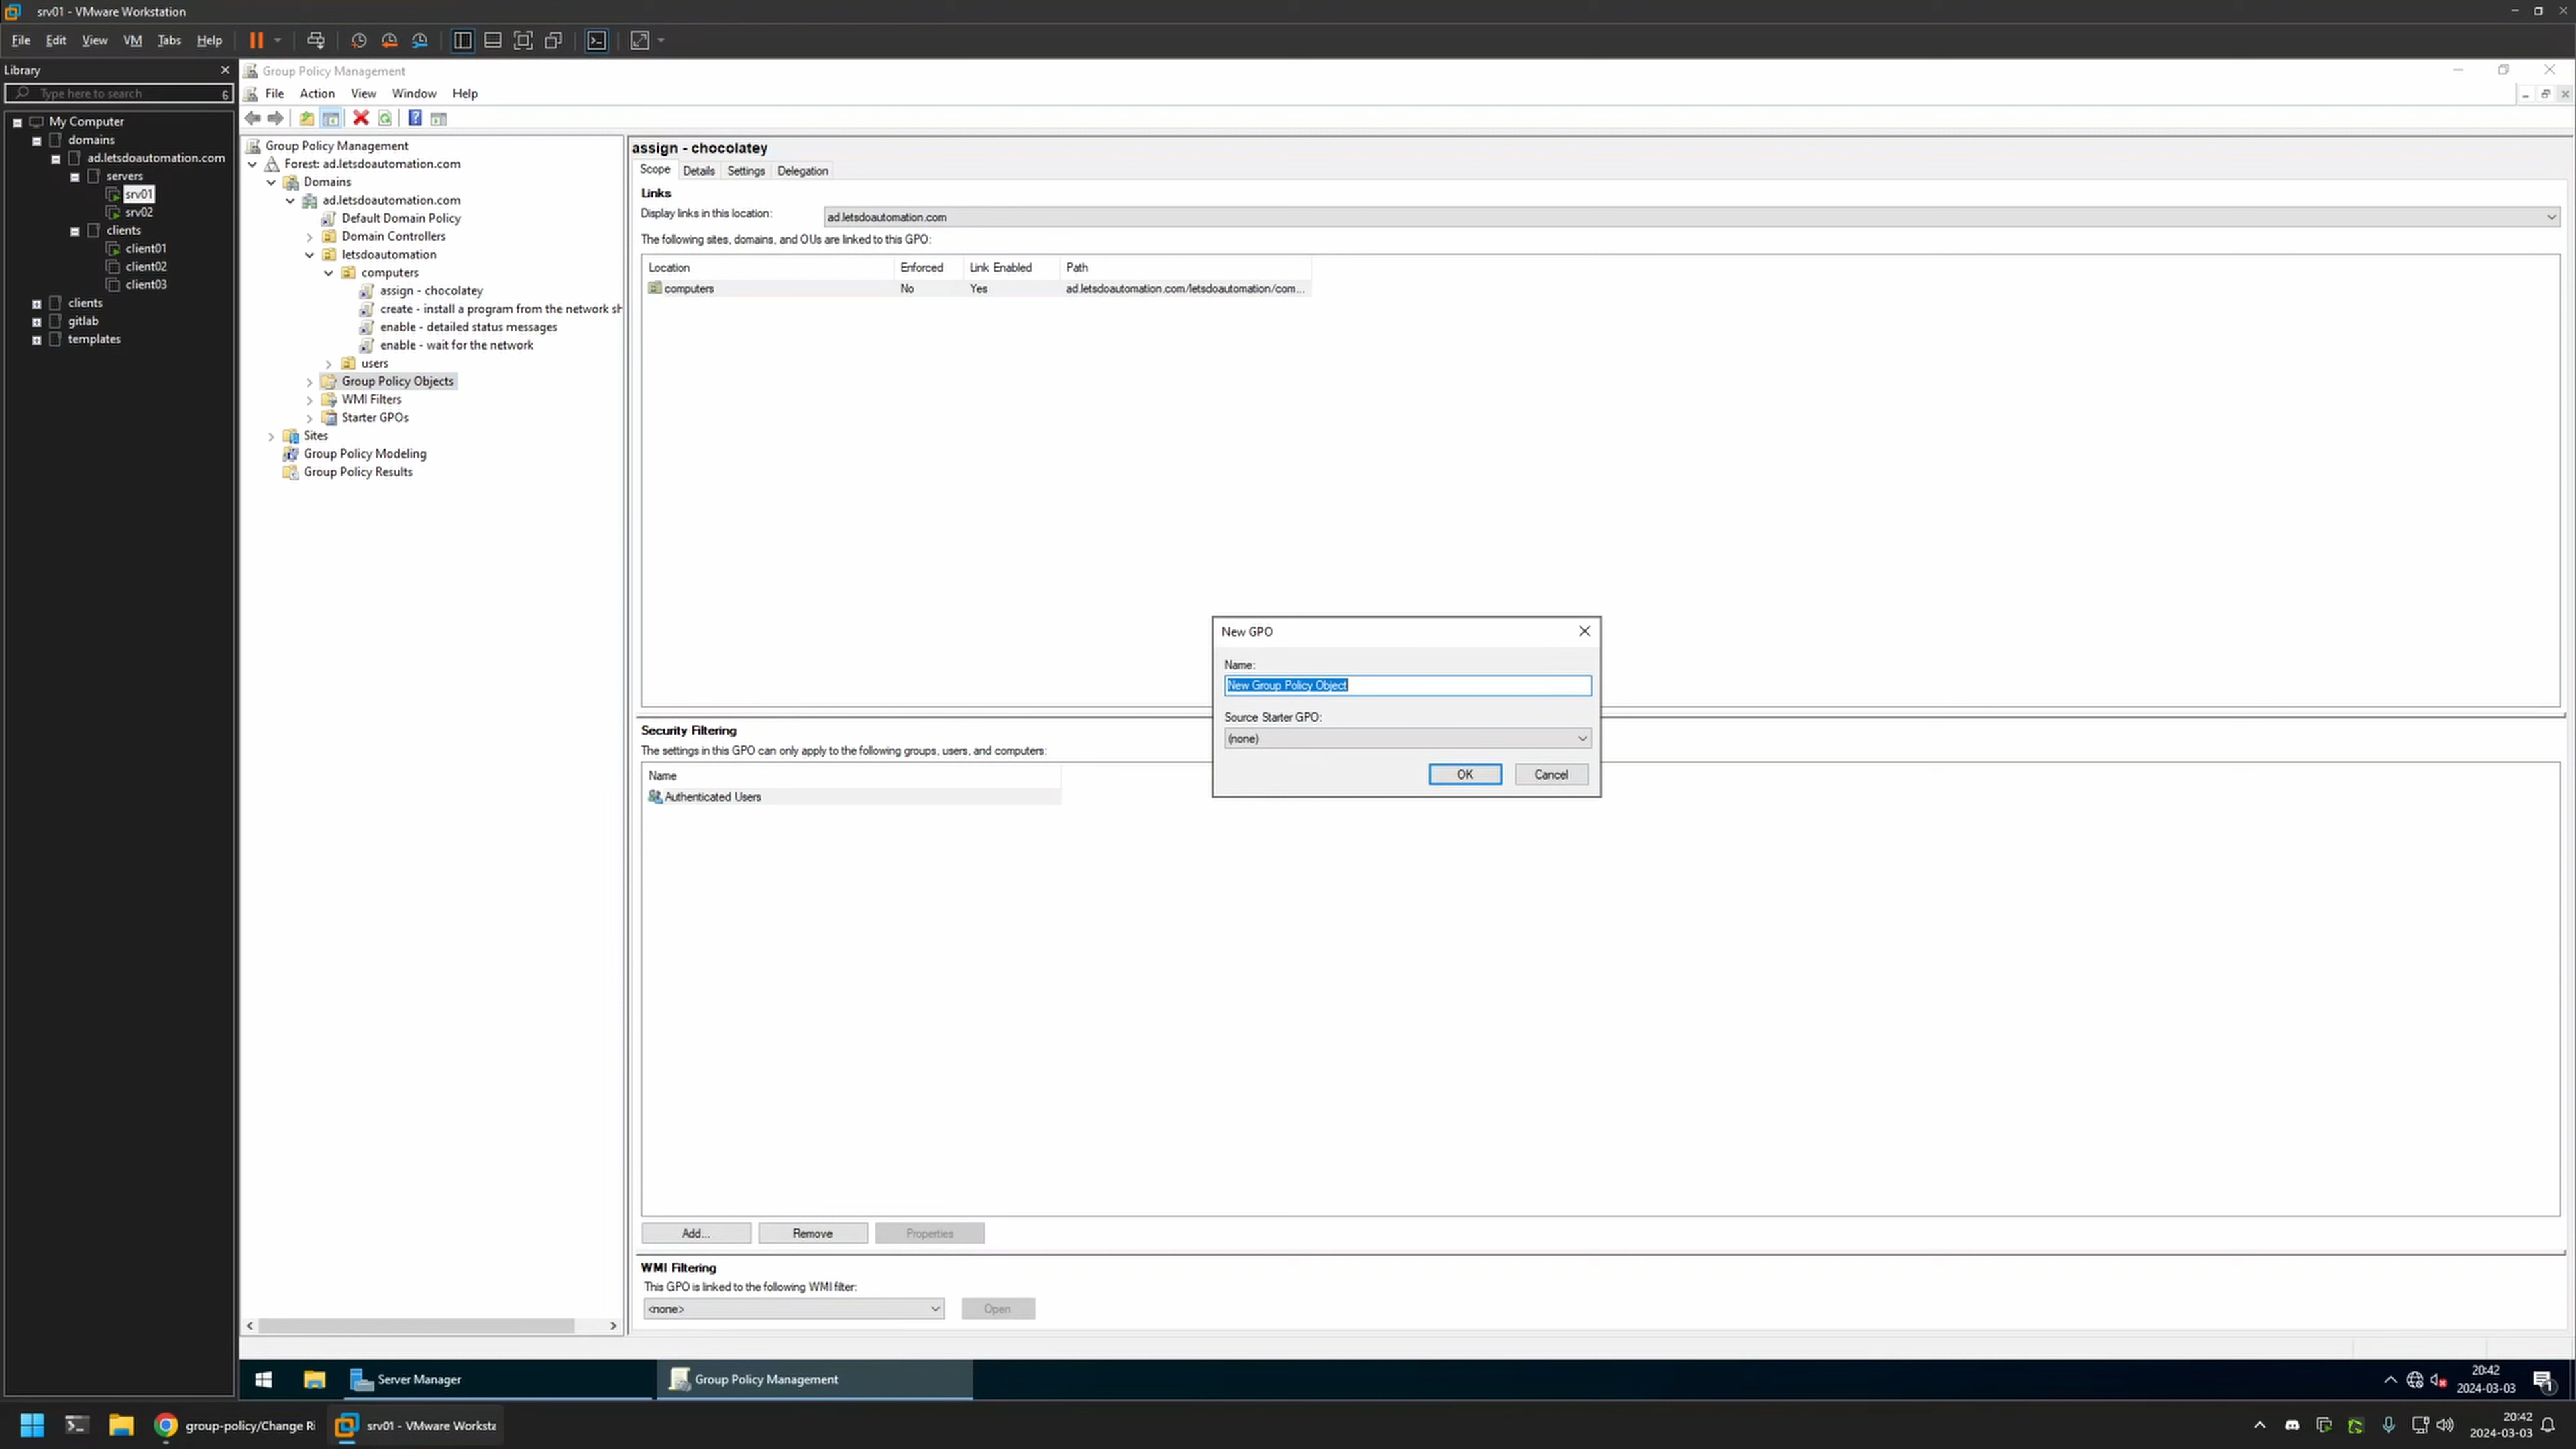 srv01 - VMware Workstation
File Edit View VM Tabs Help
Library
Type here to search 6
My Computer
domains
ad.letsdoautomation.com
servers
srv01
srv02
clients
client01
client02
client03
clients
gitlab
templates
Group Policy Management
File Action View Window Help
Group Policy Management
Forest: ad.letsdoautomation.com
Domains
ad.letsdoautomation.com
Default Domain Policy
Domain Controllers
letsdoautomation
computers
assign - chocolatey
create - install a program from the network sh
enable - detailed status messages
enable - wait for the network
users
Group Policy Objects
WMI Filters
Starter GPOs
Sites
Group Policy Modeling
Group Policy Results
assign - chocolatey
Scope Details Settings Delegation
Links
Display links in this location: ad.letsdoautomation.com
The following sites, domains, and OUs are linked to this GPO:
Location Enforced Link Enabled Path
computers No Yes ad.letsdoautomation.com/letsdoautomation/com...
New GPO
Name:
New Group Policy Object
Source Starter GPO:
(none)
OK Cancel
Security Filtering
The settings in this GPO can only apply to the following groups, users, and computers:
Name
Authenticated Users
Add... Remove Properties
WMI Filtering
This GPO is linked to the following WMI filter:
<none> Open
Server Manager Group Policy Management
20:42
2024-03-03
1
group-policy/Change Ri srv01 - VMware Worksta
20:42
2024-03-03